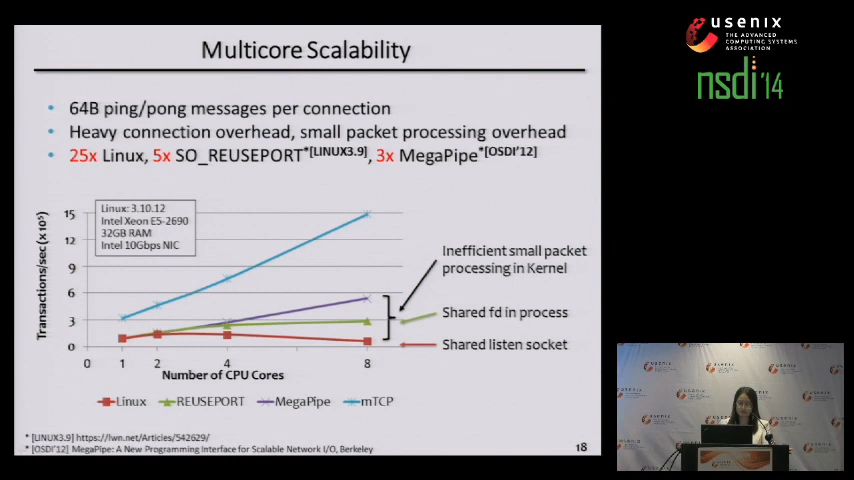 Multicore Scalability
• 64B ping/pong messages per connection
• Heavy connection overhead, small packet processing overhead
• 25x Linux, 5x SO_REUSEPORT*[LINUX3.9], 3x MegaPipe*[OSDI'12]
Transactions/sec (x 10⁵)
15
12
9
6
3
0
Linux: 3.10.12
Intel Xeon E5-2690
32GB RAM
Intel 10Gbps NIC
0 1 2 4 8
Number of CPU Cores
Linux REUSEPORT MegaPipe mTCP
Inefficient small packet
processing in Kernel
Shared fd in process
Shared listen socket
* [LINUX3.9] https://lwn.net/Articles/542629/
* [OSDI'12] MegaPipe: A New Programming Interface for Scalable Network I/O, Berkeley
18
usenix
THE ADVANCED
COMPUTING SYSTEMS
ASSOCIATION
nsdi '14